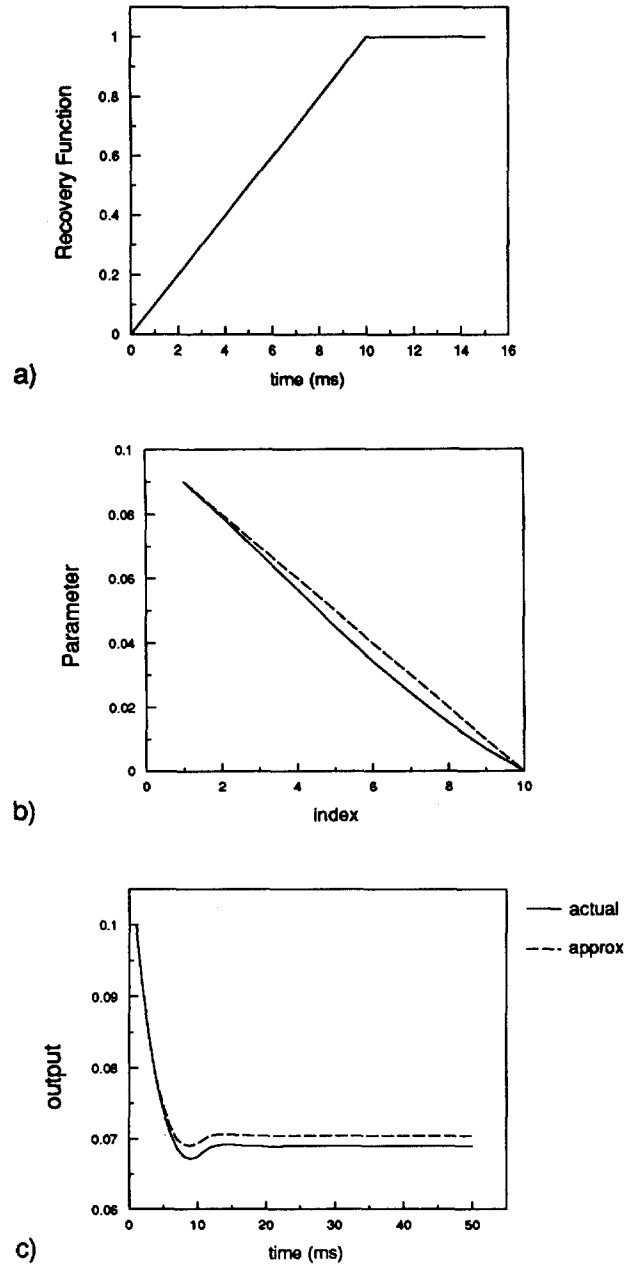 1
0.8
0.6
0.4
0.2
0
Recovery Function
0 2 4 6 8 10 12 14 16
time (ms)
a)
0.1
0.08
0.06
0.04
0.02
0
Parameter
0 2 4 6 8 10
index
b)
0.1
0.09
0.08
0.07
0.06
output
0 10 20 30 40 50
time (ms)
c)
actual
approx